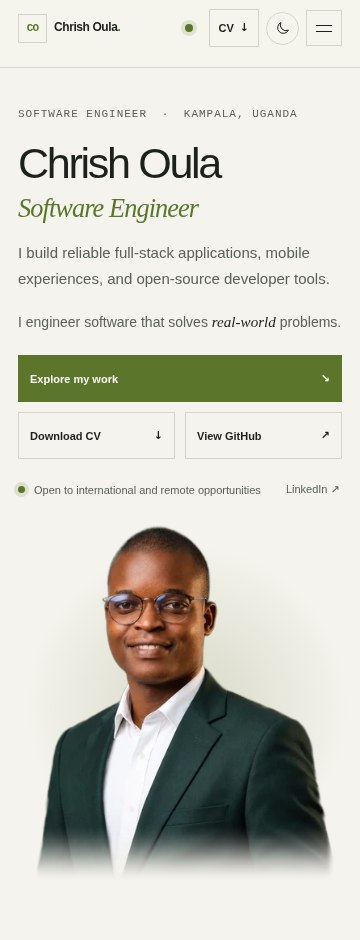 co Chrish Oula. CV ↓
SOFTWARE ENGINEER · KAMPALA, UGANDA
Chrish Oula
Software Engineer
I build reliable full-stack applications, mobile
experiences, and open-source developer tools.
I engineer software that solves real-world problems.
Explore my work ↘
Download CV ↓ View GitHub ↗
Open to international and remote opportunities LinkedIn ↗